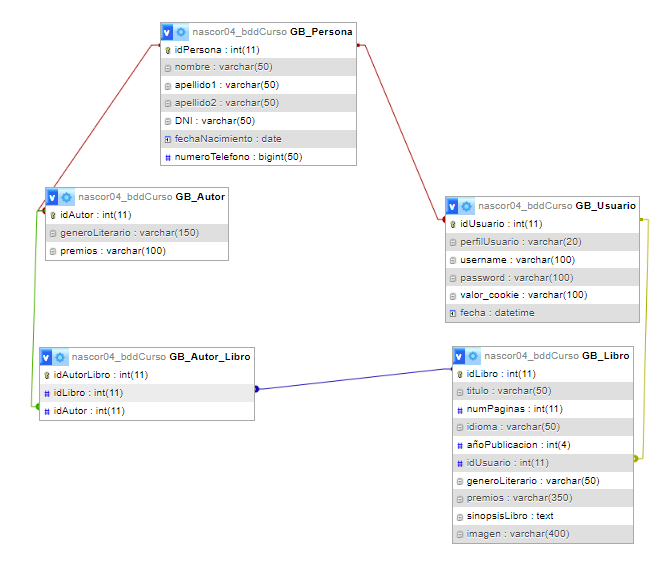 nascor04_bddCurso GB_Persona
idPersona : int(11)
nombre : varchar(50)
apellido1 : varchar(50)
apellido2 : varchar(50)
DNI : varchar(50)
fechaNacimiento : date
# numeroTelefono : bigint(50)
nascor04_bddCurso GB_Autor
idAutor : int(11)
generoLiterario : varchar(150)
premios : varchar(100)
nascor04_bddCurso GB_Usuario
idUsuario : int(11)
perfilUsuario : varchar(20)
username : varchar(100)
password : varchar(100)
valor_cookie : varchar(100)
fecha : datetime
nascor04_bddCurso GB_Autor_Libro
idAutorLibro : int(11)
# idLibro : int(11)
# idAutor : int(11)
nascor04_bddCurso GB_Libro
idLibro : int(11)
titulo : varchar(50)
# numPaginas : int(11)
idioma : varchar(50)
# añoPublicacion : int(4)
# idUsuario : int(11)
generoLiterario : varchar(50)
premios : varchar(350)
sinopsisLibro : text
imagen : varchar(400)